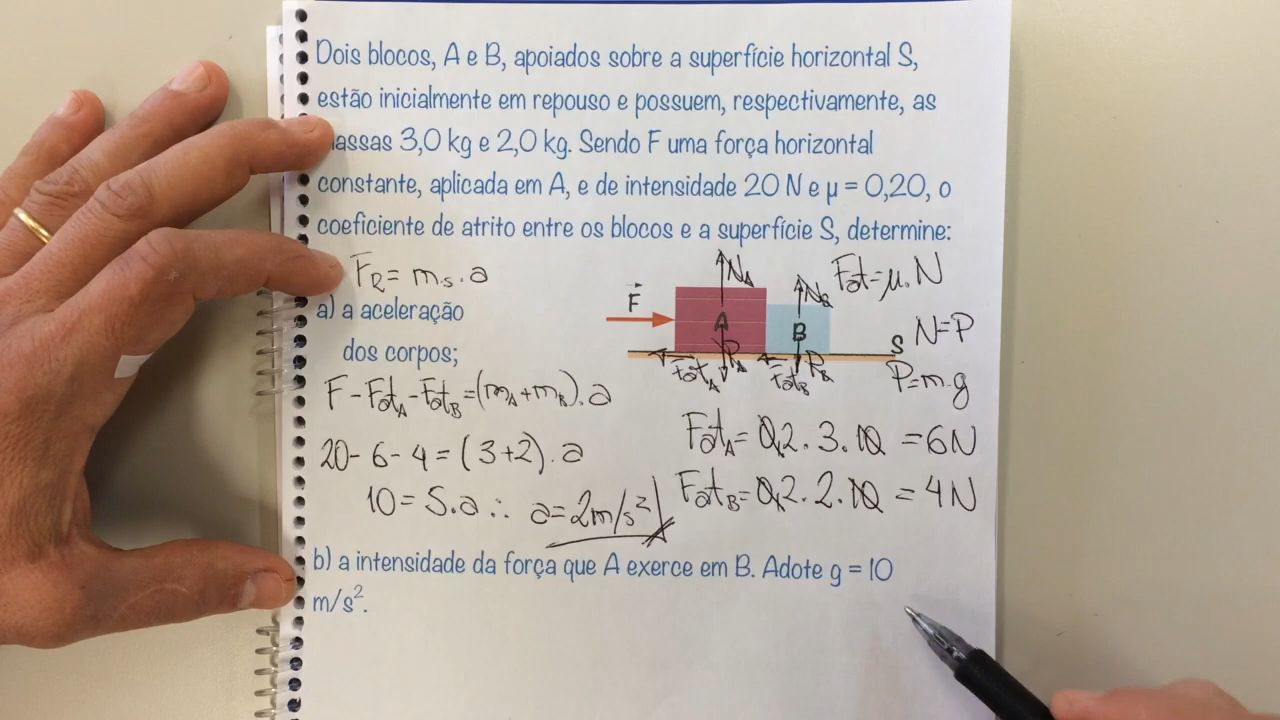 Dois blocos, A e B, apoiados sobre a superfície horizontal S,
estão inicialmente em repouso e possuem, respectivamente, as
assas 3,0 kg e 2,0 kg. Sendo F uma força horizontal
constante, aplicada em A, e de intensidade 20 N e μ = 0,20, o
coeficiente de atrito entre os blocos e a superfície S, determine:
FR = ms . a
a) a aceleração
dos corpos;
F
A
B
S
NA
NB
PA
PB
FatA
FatB
Fat = μ . N
N = P
P = m . g
F - FatA - FatB = (mA + mB) . a
20 - 6 - 4 = (3 + 2) . a
10 = 5 . a ∴ a = 2 m/s²
FatA = 0,2 . 3 . 10 = 6N
FatB = 0,2 . 2 . 10 = 4N
b) a intensidade da força que A exerce em B. Adote g = 10
m/s².